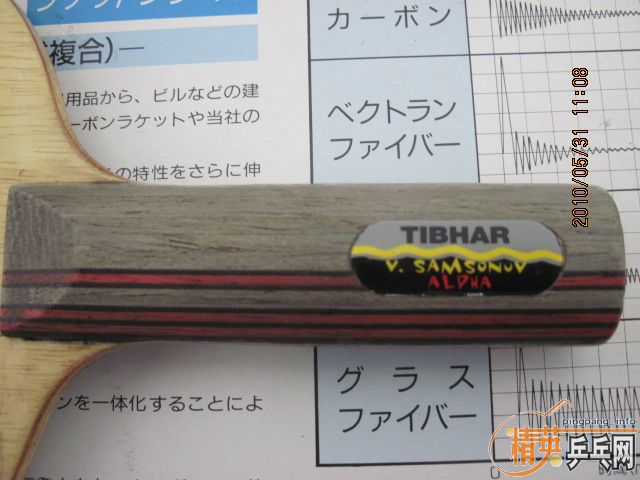 カーボン
複合)―
用品から、ビルなどの建
ーボンラケットや当社の
ベクトラン
ファイバー
の特性をさらに伸
2010/05/31 11:08
TIBHAR
V. SAMSONOV
ALPHA
グラス
ファイバー
ンを一体化することによ
pingpang.info
精英乒乓网
0